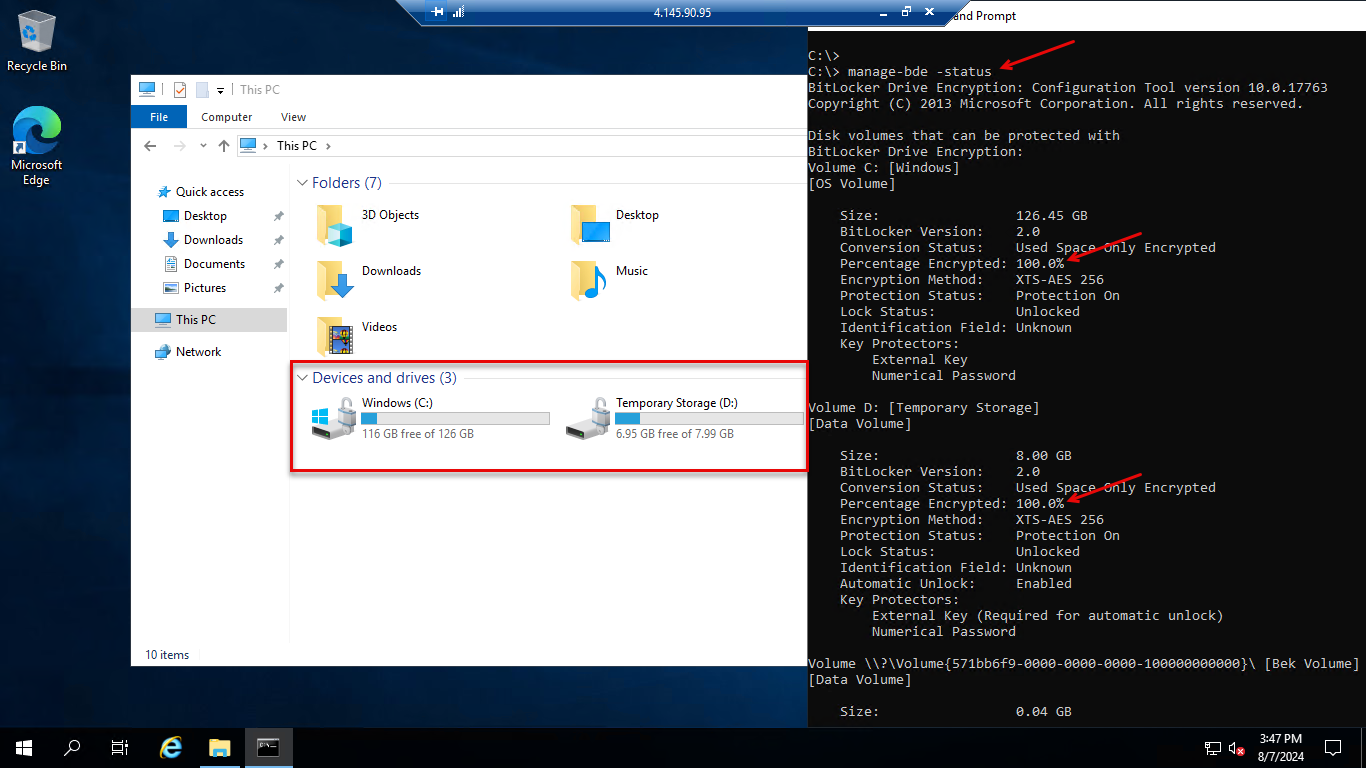 4.145.90.95
and Prompt
Recycle Bin
Microsoft
Edge
This PC
File
Computer
View
This PC
Quick access
Desktop
Downloads
Documents
Pictures
This PC
Network
Folders (7)
3D Objects
Desktop
Downloads
Music
Videos
Devices and drives (3)
Windows (C:)
116 GB free of 126 GB
Temporary Storage (D:)
6.95 GB free of 7.99 GB
10 items
C:\>
C:\> manage-bde -status
BitLocker Drive Encryption: Configuration Tool version 10.0.17763
Copyright (C) 2013 Microsoft Corporation. All rights reserved.
Disk volumes that can be protected with
BitLocker Drive Encryption:
Volume C: [Windows]
[OS Volume]
Size: 126.45 GB
BitLocker Version: 2.0
Conversion Status: Used Space Only Encrypted
Percentage Encrypted: 100.0%
Encryption Method: XTS-AES 256
Protection Status: Protection On
Lock Status: Unlocked
Identification Field: Unknown
Key Protectors:
External Key
Numerical Password
Volume D: [Temporary Storage]
[Data Volume]
Size: 8.00 GB
BitLocker Version: 2.0
Conversion Status: Used Space Only Encrypted
Percentage Encrypted: 100.0%
Encryption Method: XTS-AES 256
Protection Status: Protection On
Lock Status: Unlocked
Identification Field: Unknown
Automatic Unlock: Enabled
Key Protectors:
External Key (Required for automatic unlock)
Numerical Password
Volume \\?\Volume{571bb6f9-0000-0000-0000-100000000000}\ [Bek Volume]
[Data Volume]
Size: 0.04 GB
3:47 PM
8/7/2024